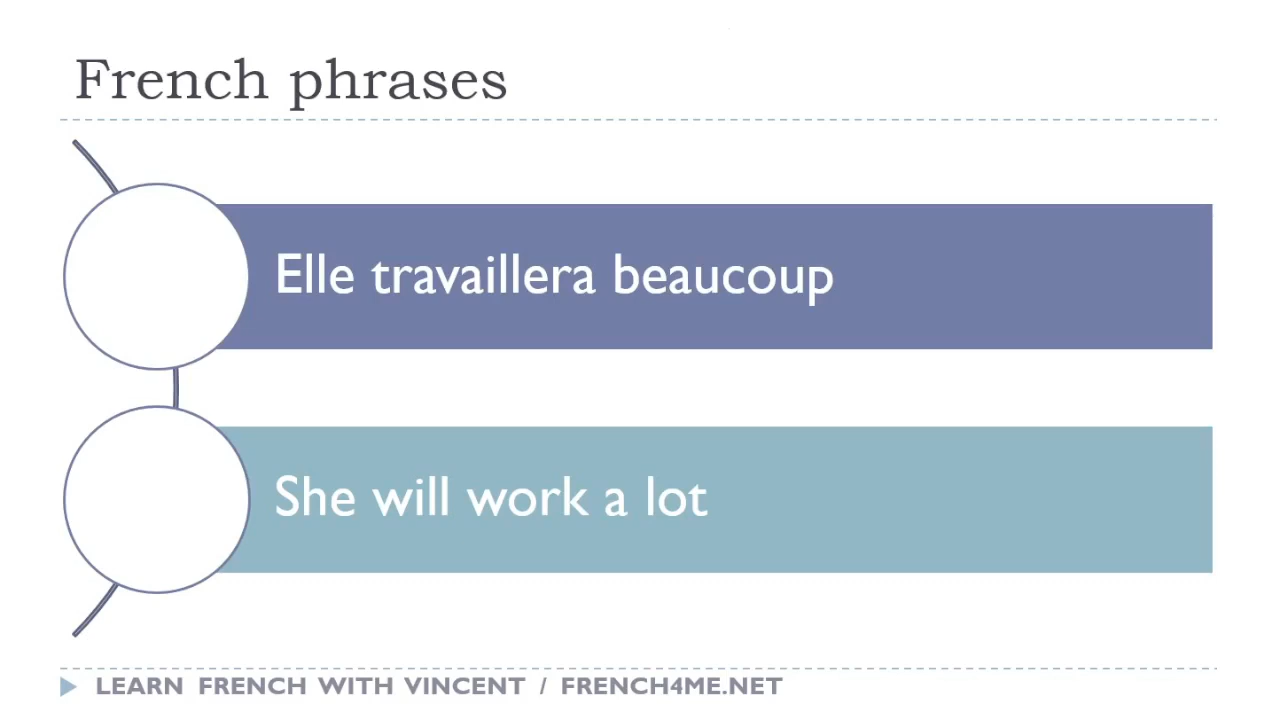 French phrases
Elle travaillera beaucoup
She will work a lot
LEARN FRENCH WITH VINCENT / FRENCH4ME.NET